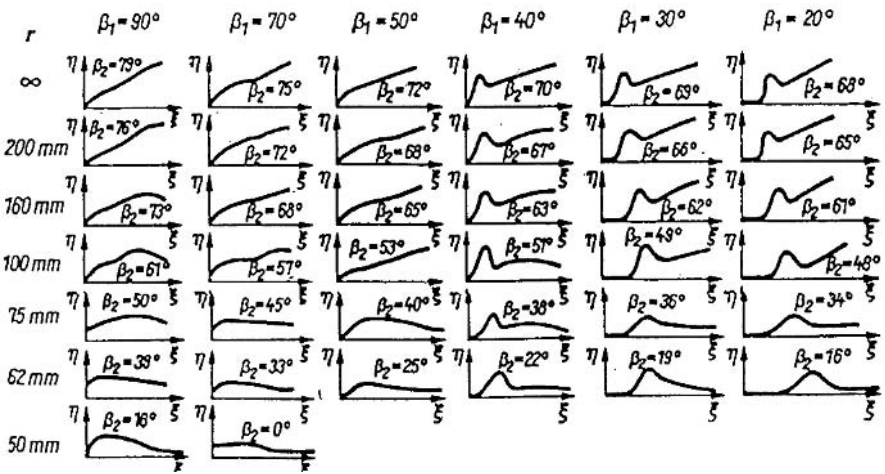 r β₁ = 90° β₁ = 70° β₁ = 50° β₁ = 40° β₁ = 30° β₁ = 20°
∞ η β₂ = 79° ξ η β₂ = 75° ξ η β₂ = 72° ξ η β₂ = 70° ξ η β₂ = 69° ξ η β₂ = 68° ξ
200 mm η β₂ = 76° ξ η β₂ = 72° ξ η β₂ = 68° ξ η β₂ = 67° ξ η β₂ = 66° ξ η β₂ = 65° ξ
160 mm η β₂ = 73° ξ η β₂ = 68° ξ η β₂ = 65° ξ η β₂ = 63° ξ η β₂ = 62° ξ η β₂ = 61° ξ
100 mm η β₂ = 61° ξ η β₂ = 57° ξ η β₂ = 53° ξ η β₂ = 51° ξ η β₂ = 49° ξ η β₂ = 48° ξ
75 mm η β₂ = 50° ξ η β₂ = 45° ξ η β₂ = 40° ξ η β₂ = 38° ξ η β₂ = 36° ξ η β₂ = 34° ξ
62 mm η β₂ = 39° ξ η β₂ = 33° ξ η β₂ = 25° ξ η β₂ = 22° ξ η β₂ = 19° ξ η β₂ = 16° ξ
50 mm η β₂ = 16° ξ η β₂ = 0° ξ